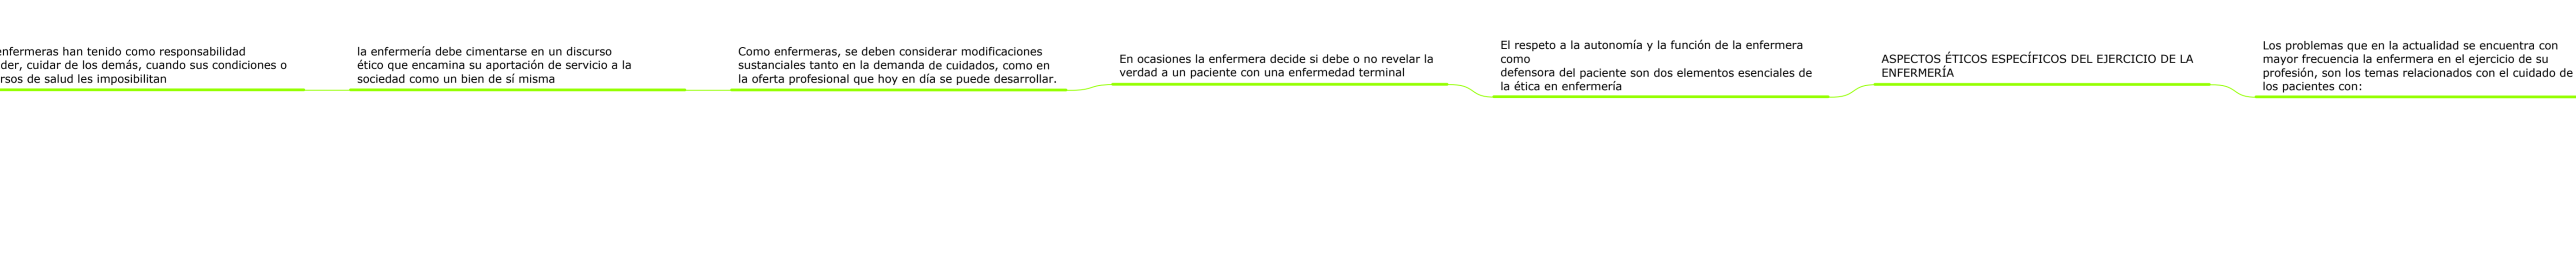 enfermeras han tenido como responsabilidad
der, cuidar de los demás, cuando sus condiciones o
rsos de salud les imposibilitan
la enfermería debe cimentarse en un discurso
ético que encamina su aportación de servicio a la
sociedad como un bien de sí misma
Como enfermeras, se deben considerar modificaciones
sustanciales tanto en la demanda de cuidados, como en
la oferta profesional que hoy en día se puede desarrollar.
En ocasiones la enfermera decide si debe o no revelar la
verdad a un paciente con una enfermedad terminal
El respeto a la autonomía y la función de la enfermera
como
defensora del paciente son dos elementos esenciales de
la ética en enfermería
ASPECTOS ÉTICOS ESPECÍFICOS DEL EJERCICIO DE LA
ENFERMERÍA
Los problemas que en la actualidad se encuentra con
mayor frecuencia la enfermera en el ejercicio de su
profesión, son los temas relacionados con el cuidado de
los pacientes con: